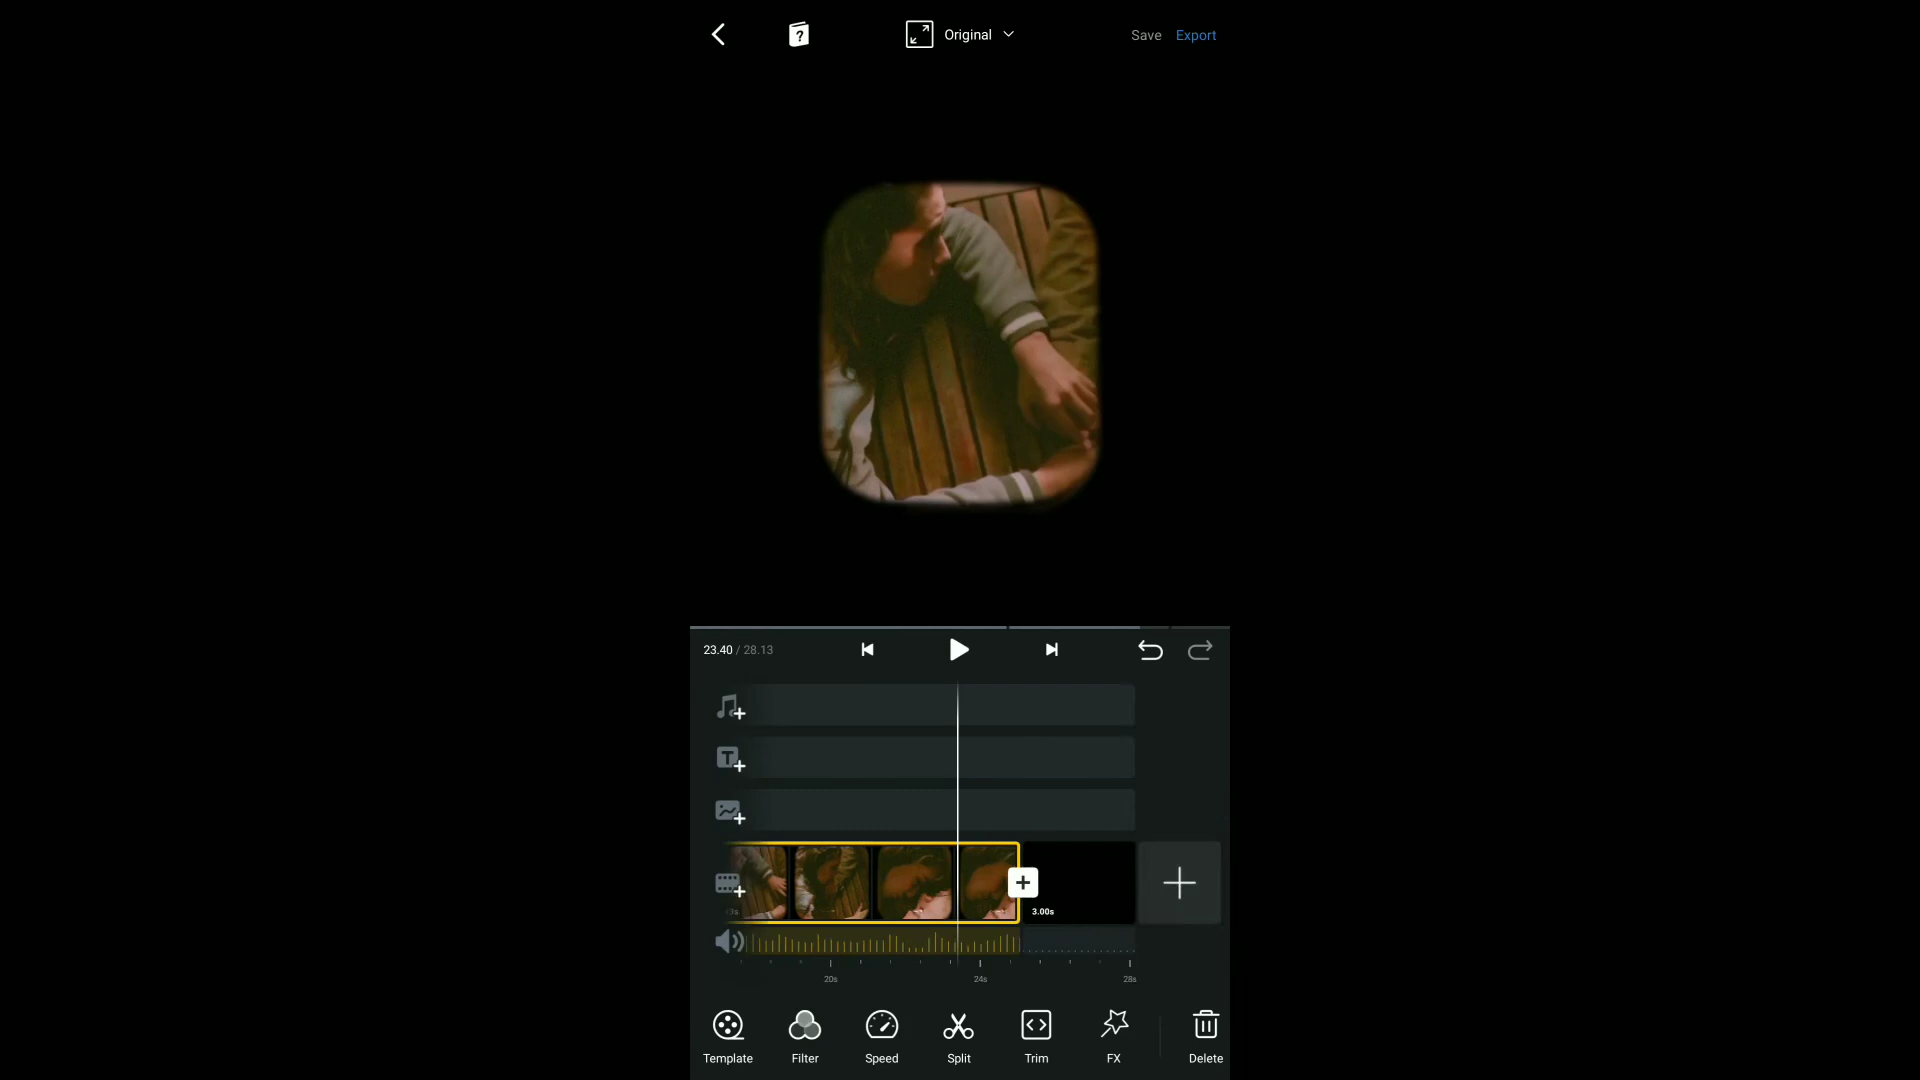 Original
Save Export
23.40 / 28.13
3.00s
20s 24s 28s
Template Filter Speed Split Trim FX Delete